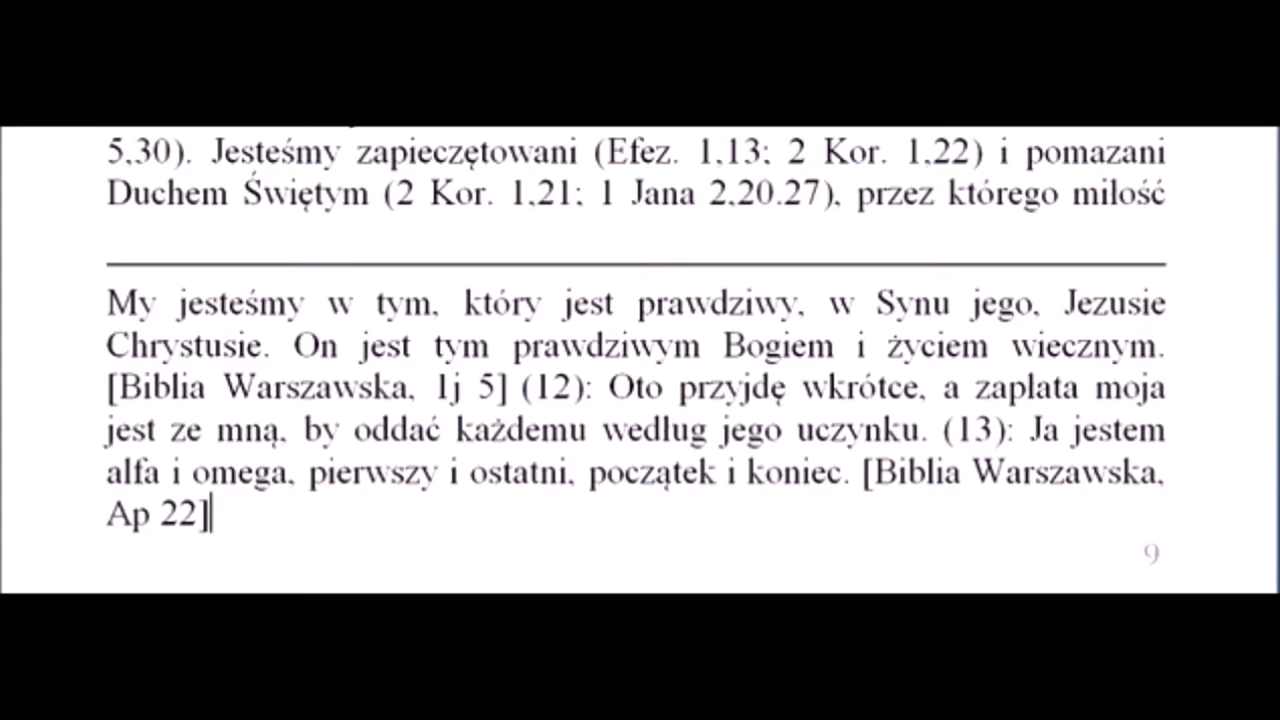 5,30). Jesteśmy zapieczętowani (Efez. 1,13; 2 Kor. 1,22) i pomazani
Duchem Świętym (2 Kor. 1,21; 1 Jana 2,20.27), przez którego miłość
My jesteśmy w tym, który jest prawdziwy, w Synu jego, Jezusie
Chrystusie. On jest tym prawdziwym Bogiem i życiem wiecznym.
[Biblia Warszawska, 1j 5] (12): Oto przyjdę wkrótce, a zapłata moja
jest ze mną, by oddać każdemu według jego uczynku. (13): Ja jestem
alfa i omega, pierwszy i ostatni, początek i koniec. [Biblia Warszawska,
Ap 22]
9